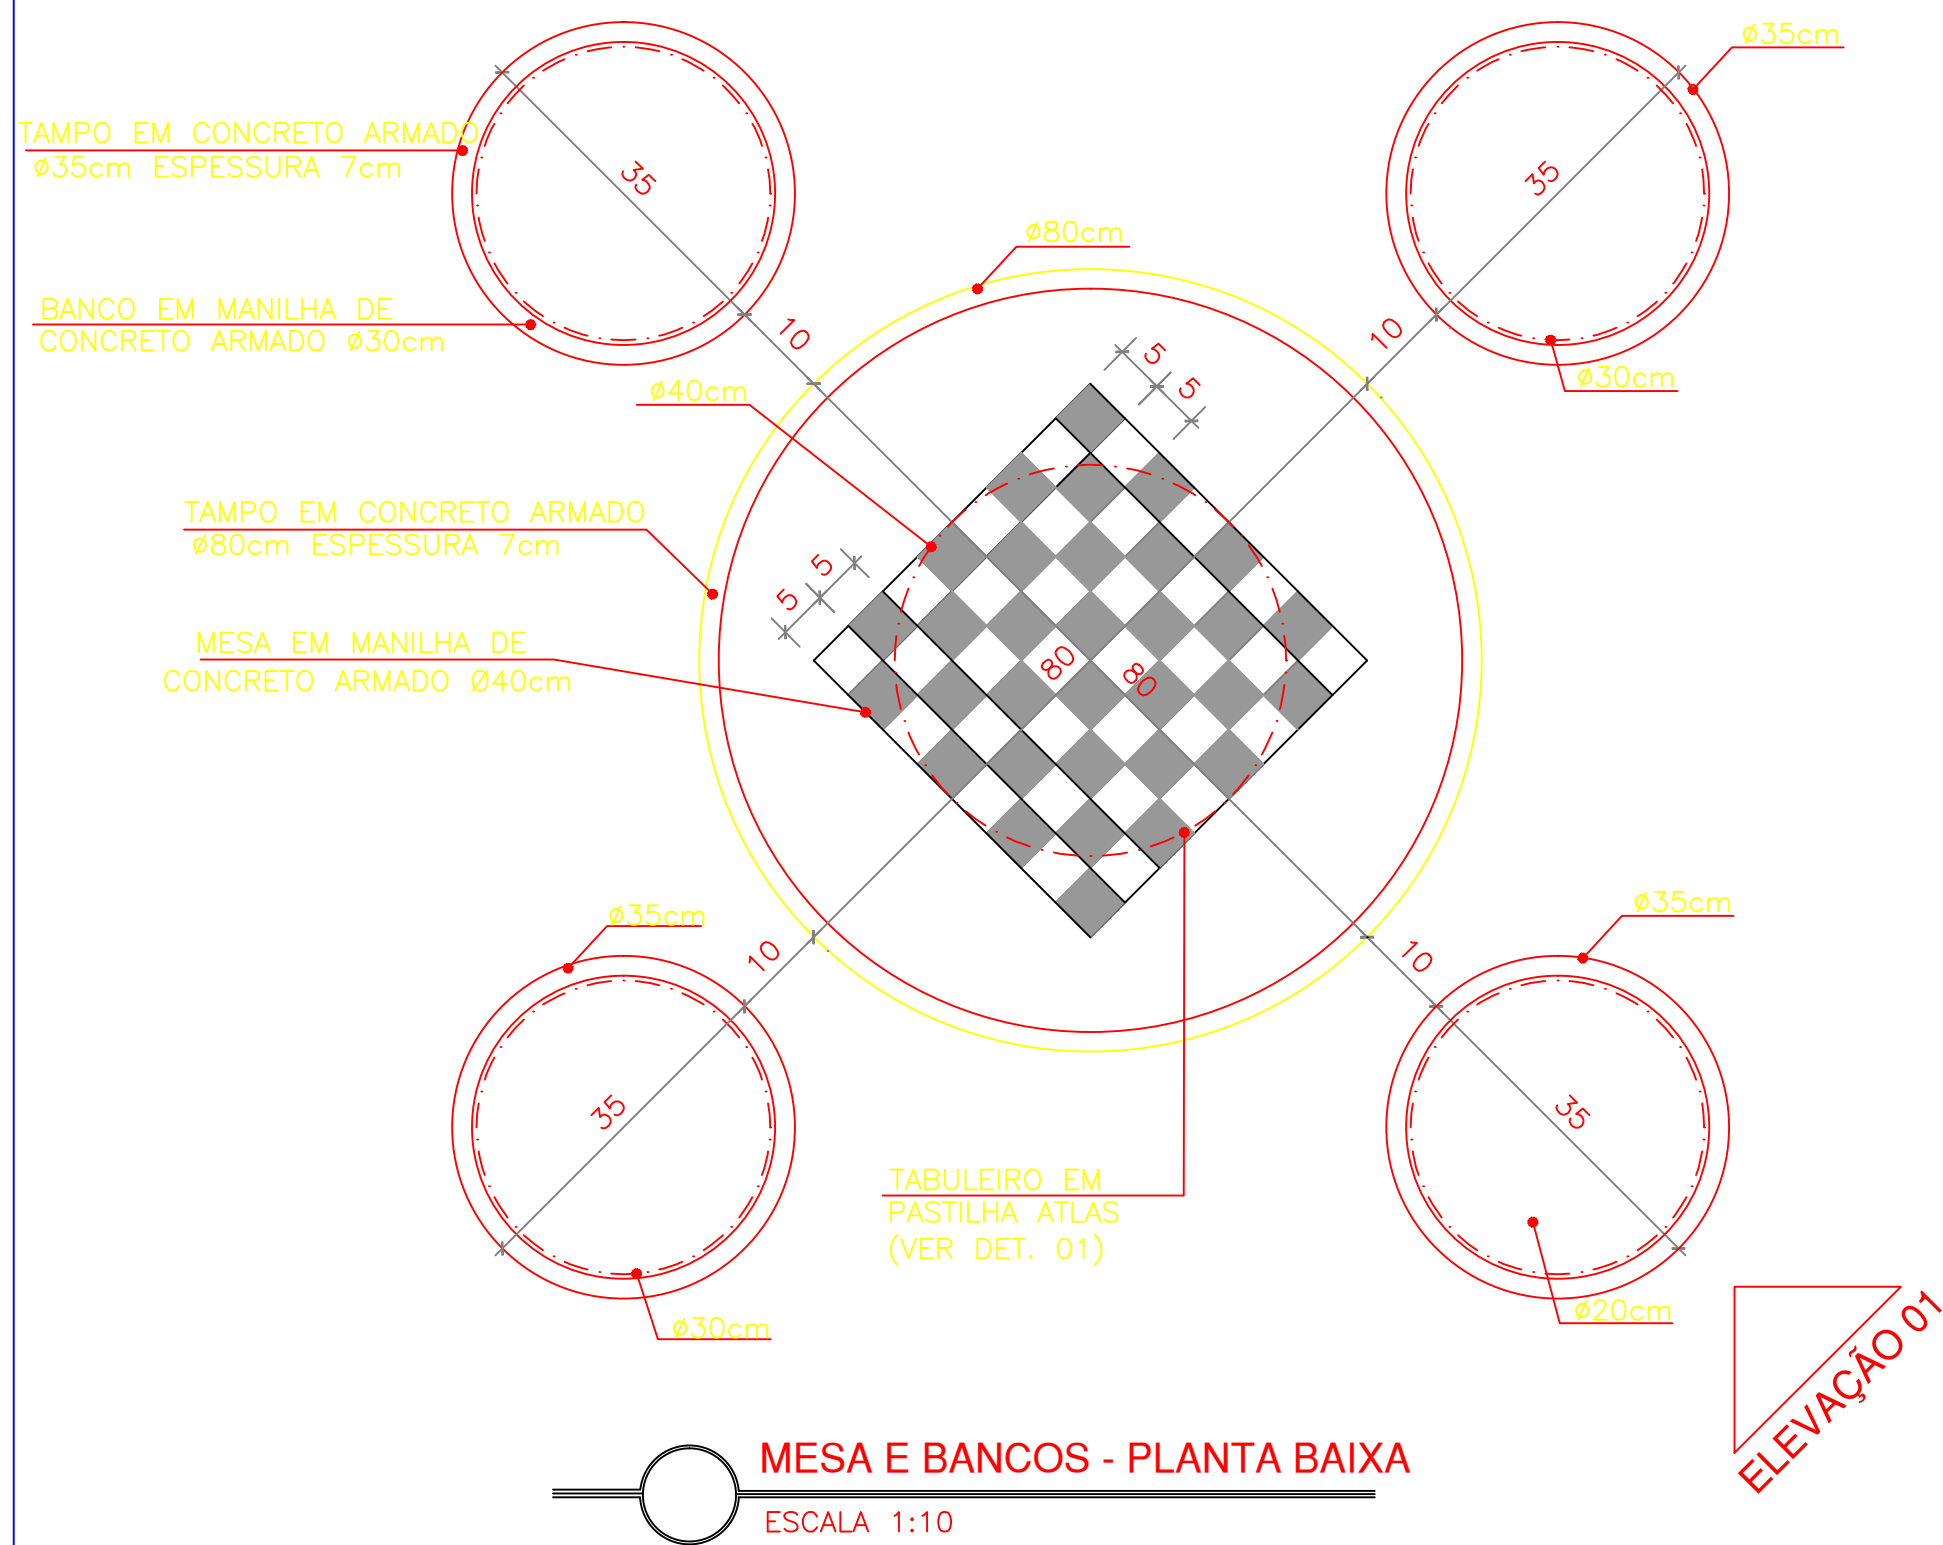 ø35cm
TAMPO EM CONCRETO ARMADO
ø35cm ESPESSURA 7cm
35
35
ø80cm
BANCO EM MANILHA DE
CONCRETO ARMADO ø30cm
10
10
5
5
ø40cm
ø30cm
TAMPO EM CONCRETO ARMADO
ø80cm ESPESSURA 7cm
5
5
MESA EM MANILHA DE
CONCRETO ARMADO Ø40cm
80
80
ø35cm
ø35cm
10
10
35
35
TABULEIRO EM
PASTILHA ATLAS
(VER DET. 01)
ø30cm
ø20cm
ELEVAÇÃO 01
MESA E BANCOS - PLANTA BAIXA
ESCALA 1:10